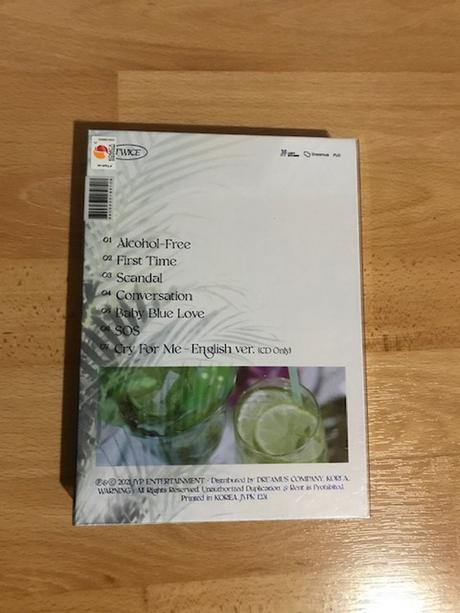 TWICE
01 Alcohol-Free
02 First Time
03 Scandal
04 Conversation
05 Baby Blue Love
06 SOS
07 Cry For Me -English ver. (CD Only)
℗&© 2021 JYP ENTERTAINMENT · Distributed by DREAMUS COMPANY, KOREA.
WARNING : All Rights Reserved. Unauthorized Duplication & Rent is Prohibited.
Printed in KOREA. JYPK 1231